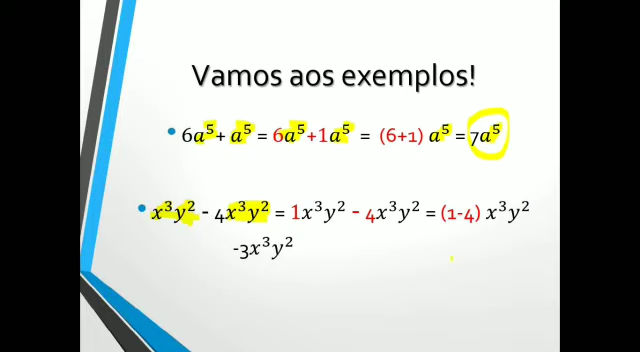 Vamos aos exemplos!
• 6a⁵+ a⁵ = 6a⁵+1a⁵ = (6+1) a⁵ = 7a⁵
• x³y² - 4x³y² = 1x³y² - 4x³y² = (1-4) x³y²
-3x³y²